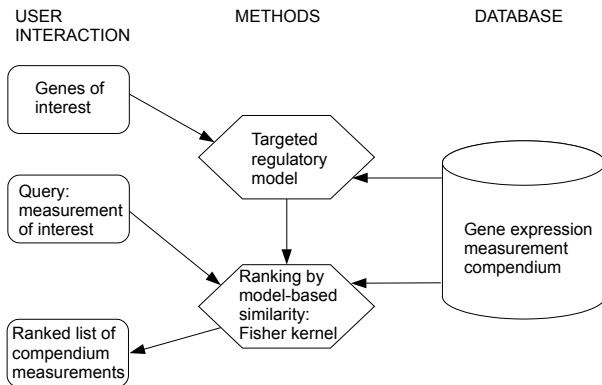 USER
INTERACTION
METHODS
DATABASE
Genes of
interest
Targeted
regulatory
model
Query:
measurement
of interest
Gene expression
measurement
compendium
Ranking by
model-based
similarity:
Fisher kernel
Ranked list of
compendium
measurements